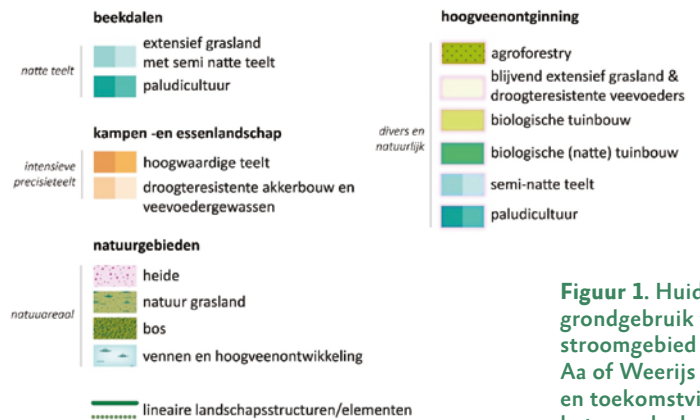 beekdalen
natte teelt
extensief grasland
met semi natte teelt
paludicultuur
kampen -en essenlandschap
intensieve
precisieteelt
hoogwaardige teelt
droogteresistente akkerbouw en
veevoedergewassen
natuurgebieden
natuuareaal
heide
natuur grasland
bos
vennen en hoogveenontwikkeling
lineaire landschapsstructuren/elementen
hoogveenontginning
divers en
natuurlijk
agroforestry
blijvend extensief grasland &
droogteresistente veevoeders
biologische tuinbouw
biologische (natte) tuinbouw
semi-natte teelt
paludicultuur
Figuur 1. Huid
grondgebruik
stroomgebied
Aa of Weerijs
en toekomstvi